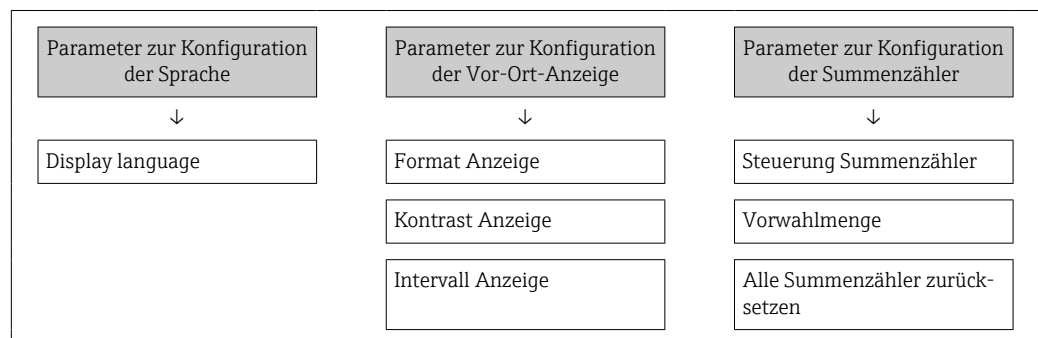 Parameter zur Konfiguration
der Sprache
↓
Display language
Parameter zur Konfiguration
der Vor-Ort-Anzeige
↓
Format Anzeige
Kontrast Anzeige
Intervall Anzeige
Parameter zur Konfiguration
der Summenzähler
↓
Steuerung Summenzähler
Vorwahlmenge
Alle Summenzähler zurück-
setzen